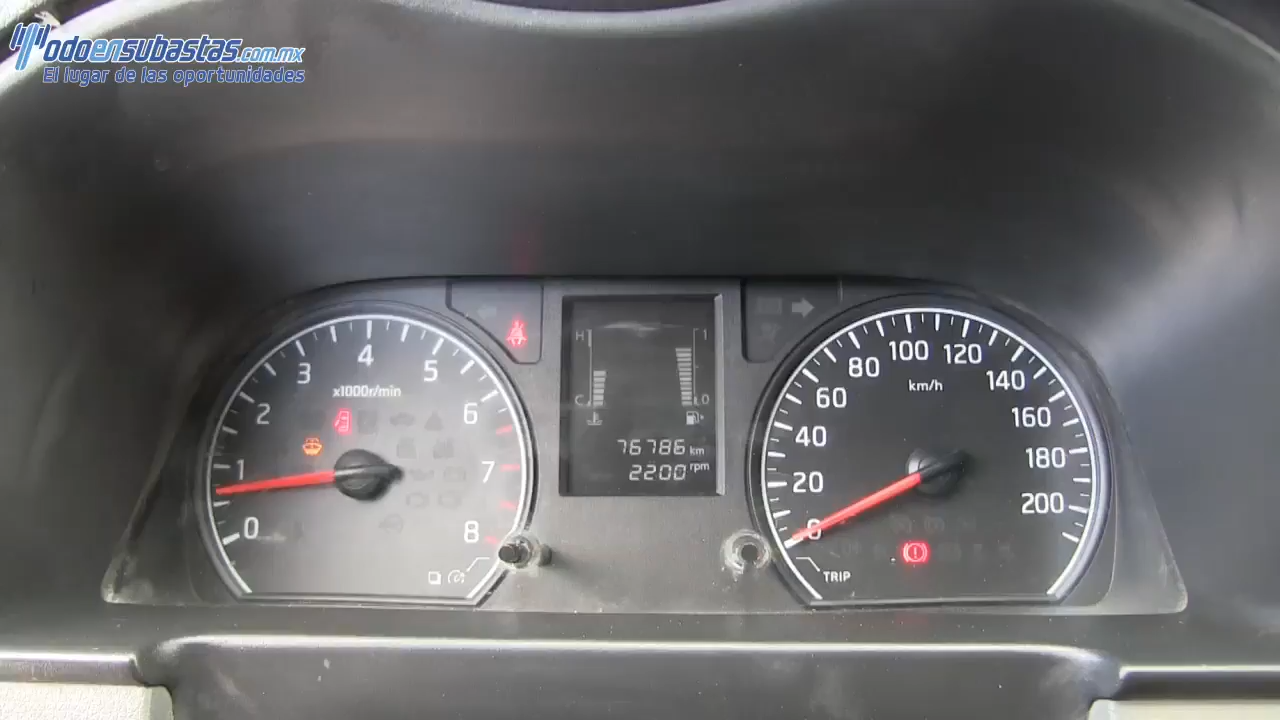 Todoensubastas.com.mx
El lugar de las oportunidades
0
1
2
3
4
5
6
7
8
x1000r/min
H
C
1
0
76786 km
2200 rpm
0
20
40
60
80
100
120
140
160
180
200
km/h
TRIP